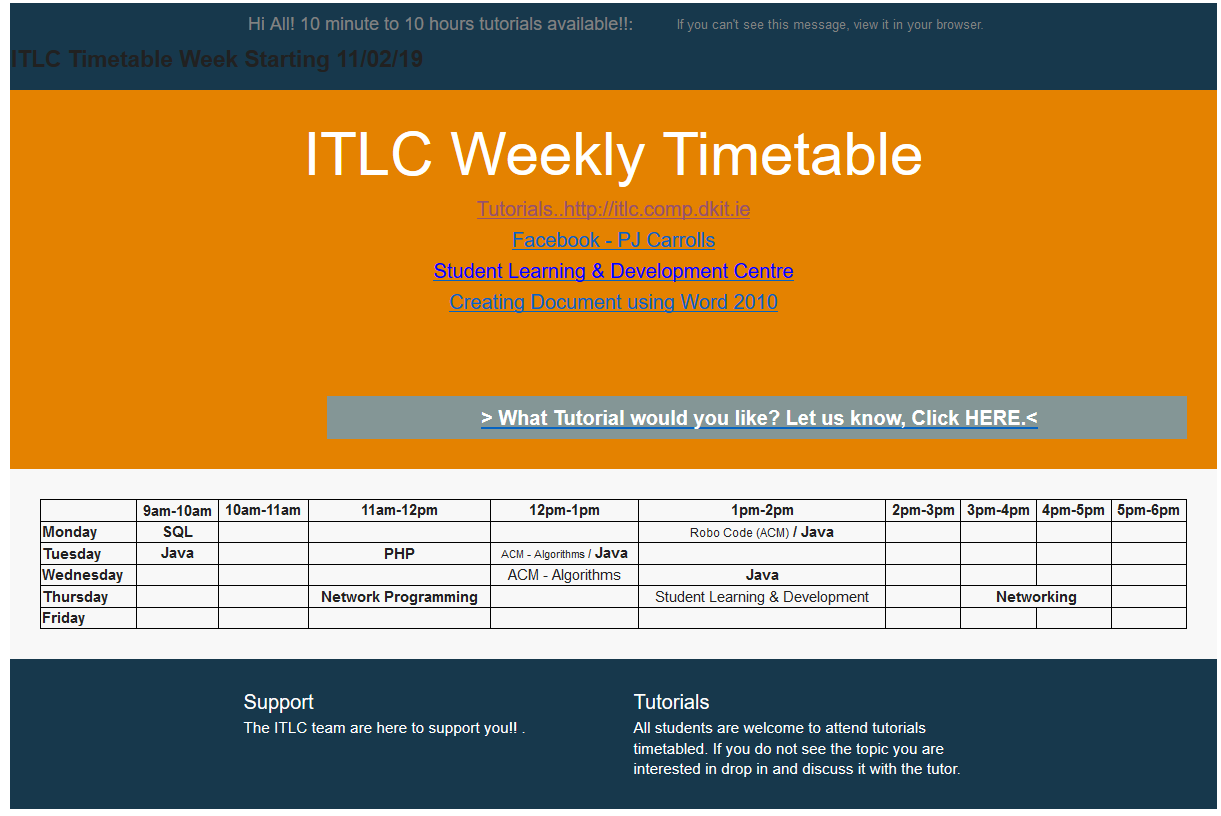 Hi All! 10 minute to 10 hours tutorials available!!: If you can't see this message, view it in your browser.
ITLC Timetable Week Starting 11/02/19
ITLC Weekly Timetable
Tutorials..http://itlc.comp.dkit.ie
Facebook - PJ Carrolls
Student Learning & Development Centre
Creating Document using Word 2010
> What Tutorial would you like? Let us know, Click HERE.<
9am-10am 10am-11am 11am-12pm 12pm-1pm 1pm-2pm 2pm-3pm 3pm-4pm 4pm-5pm 5pm-6pm
Monday SQL Robo Code (ACM) / Java
Tuesday Java PHP ACM - Algorithms / Java
Wednesday ACM - Algorithms Java
Thursday Network Programming Student Learning & Development Networking
Friday
Support
The ITLC team are here to support you!! .
Tutorials
All students are welcome to attend tutorials
timetabled. If you do not see the topic you are
interested in drop in and discuss it with the tutor.